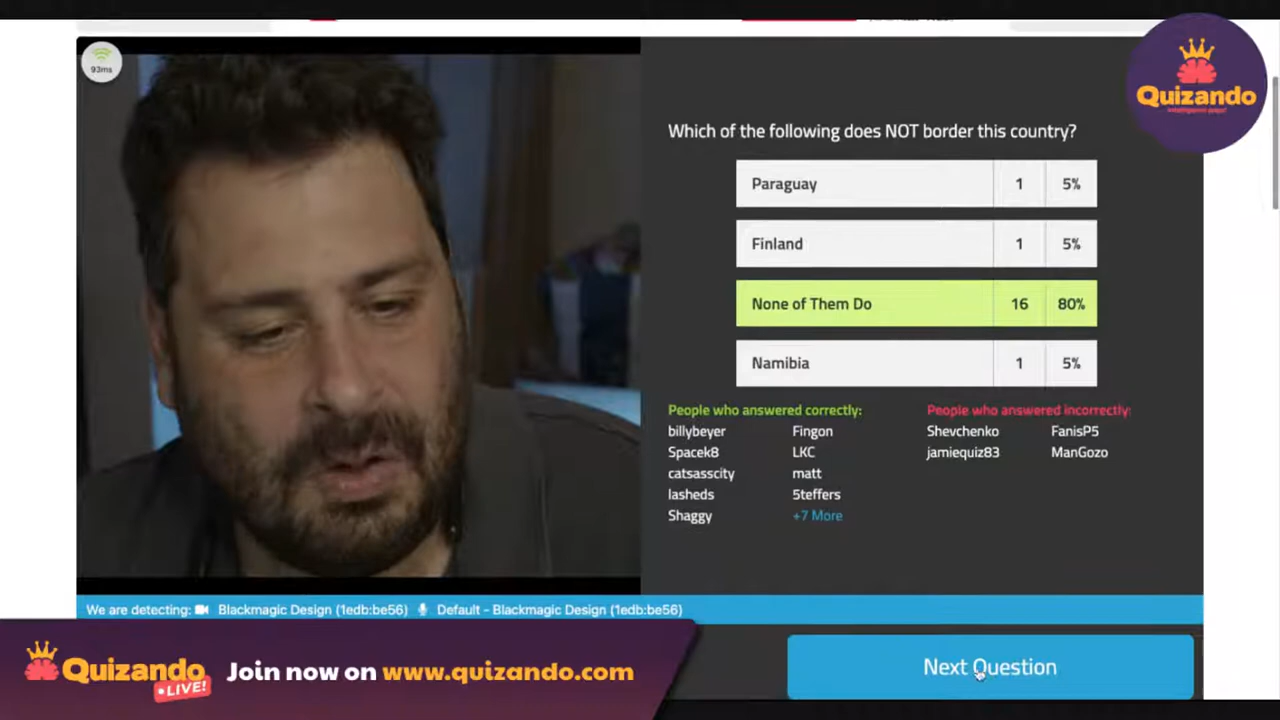 93ms
Quizando
Which of the following does NOT border this country?
Paraguay 1 5%
Finland 1 5%
None of Them Do 16 80%
Namibia 1 5%
People who answered correctly: People who answered incorrectly:
billybeyer Fingon Shevchenko FanisP5
Spacek8 LKC jamiequiz83 ManGozo
catsasscity matt
lasheds 5teffers
Shaggy +7 More
We are detecting: Blackmagic Design (1edb:be56) Default - Blackmagic Design (1edb:be56)
Next Question
Quizando
LIVE!
Join now on www.quizando.com